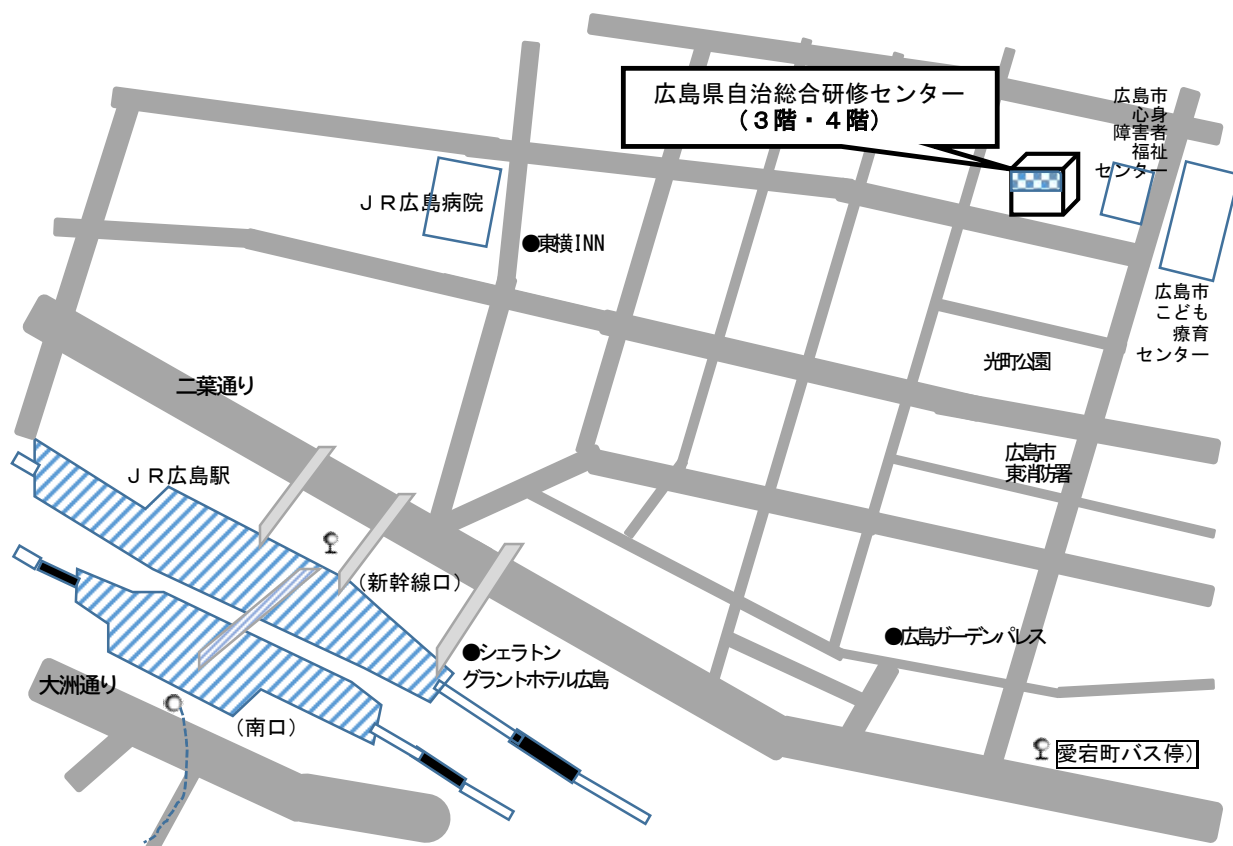 広島県自治総合研修センター
(3階・4階)
広島市
心身
障害者
福祉
センター
JR広島病院
●東横INN
広島市
こども
療育
センター
光町公園
二葉通り
広島市
東消防署
JR広島駅
(新幹線口)
●広島ガーデンパレス
●シェラトン
グラントホテル広島
大洲通り
(南口)
愛宕町バス停)